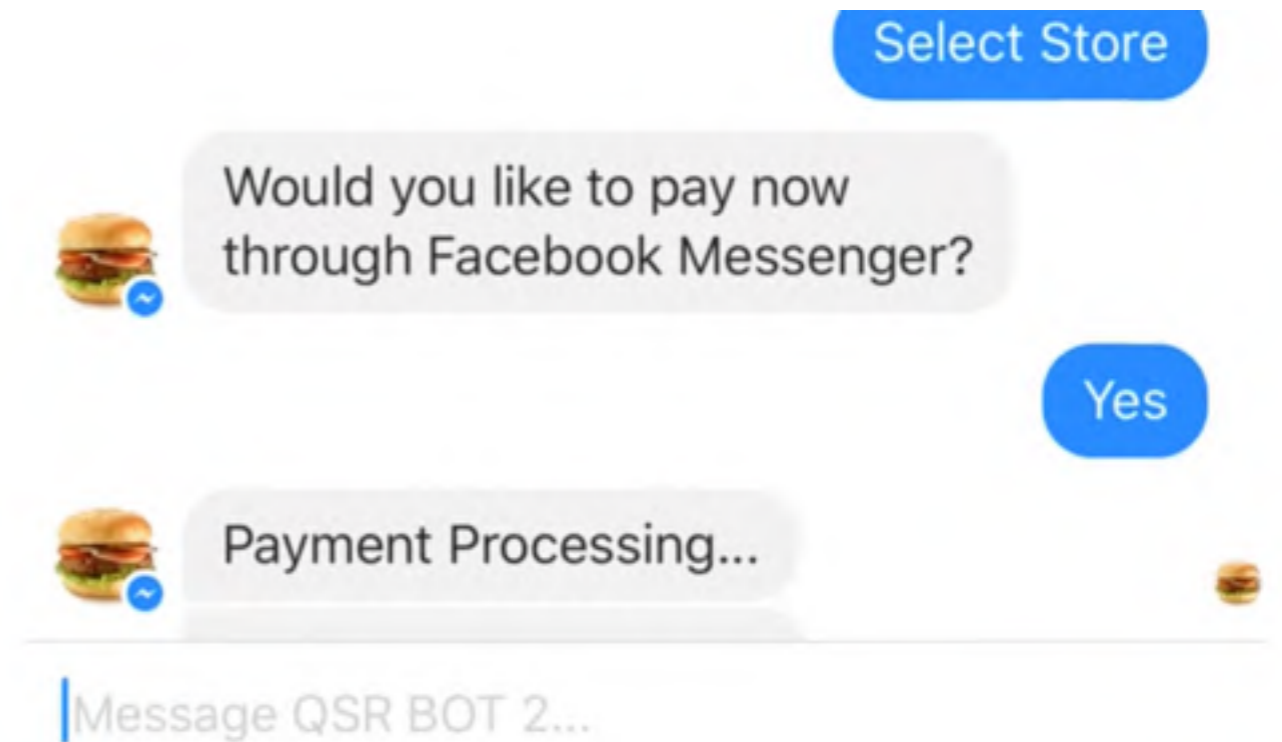 Select Store
Would you like to pay now
through Facebook Messenger?
Yes
Payment Processing...
Message QSR BOT 2...